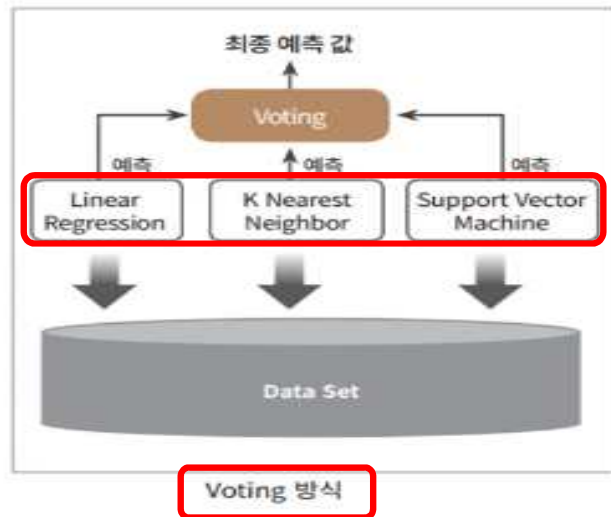 최종 예측 값
Voting
예측 예측 예측
Linear Regression
K Nearest Neighbor
Support Vector Machine
Data Set
Voting 방식